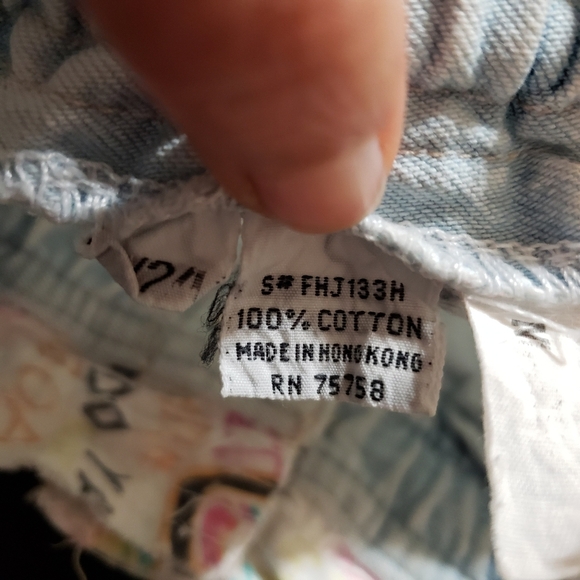 S# FHJ133H
100% COTTON
MADE IN HONG KONG
RN 75758